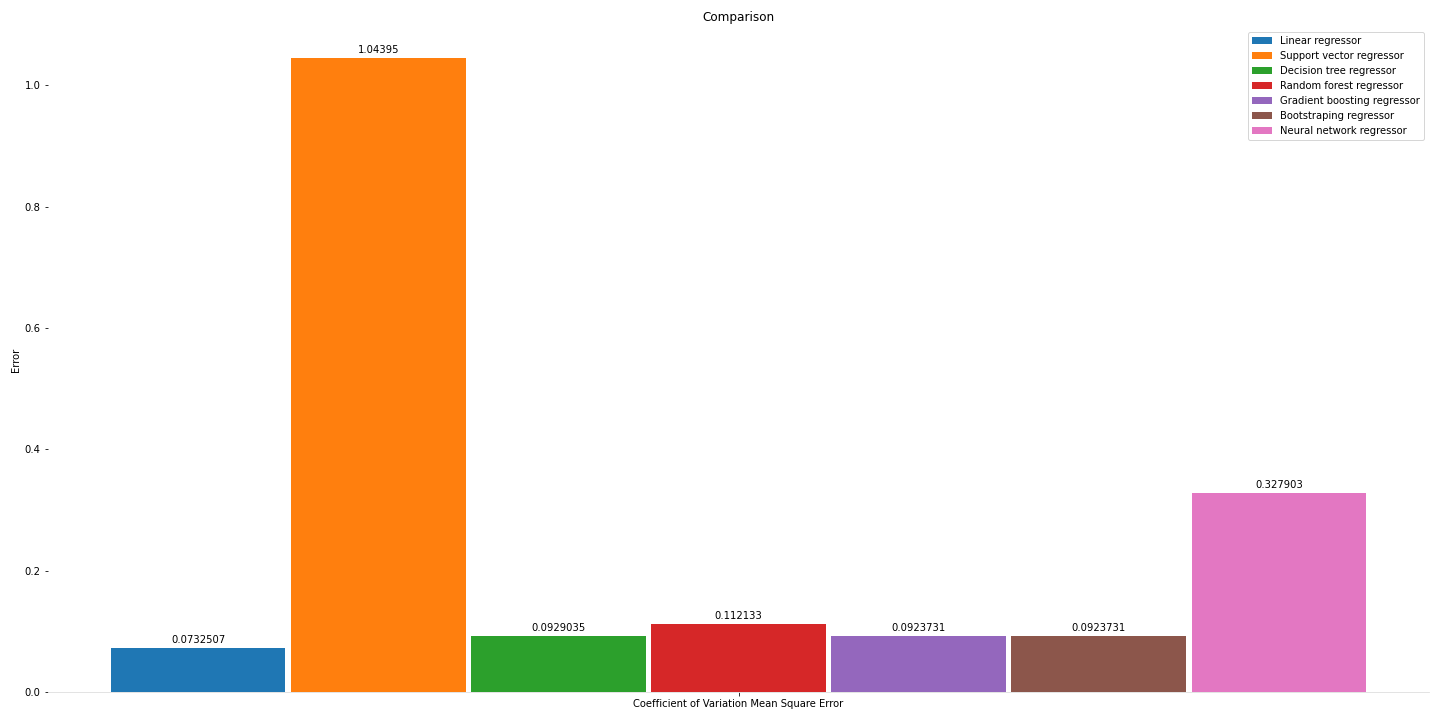 Comparison
Linear regressor
Support vector regressor
Decision tree regressor
Random forest regressor
Gradient boosting regressor
Bootstraping regressor
Neural network regressor
Error
1.0
0.8
0.6
0.4
0.2
0.0
0.0732507
1.04395
0.0929035
0.112133
0.0923731
0.0923731
0.327903
Coefficient of Variation Mean Square Error